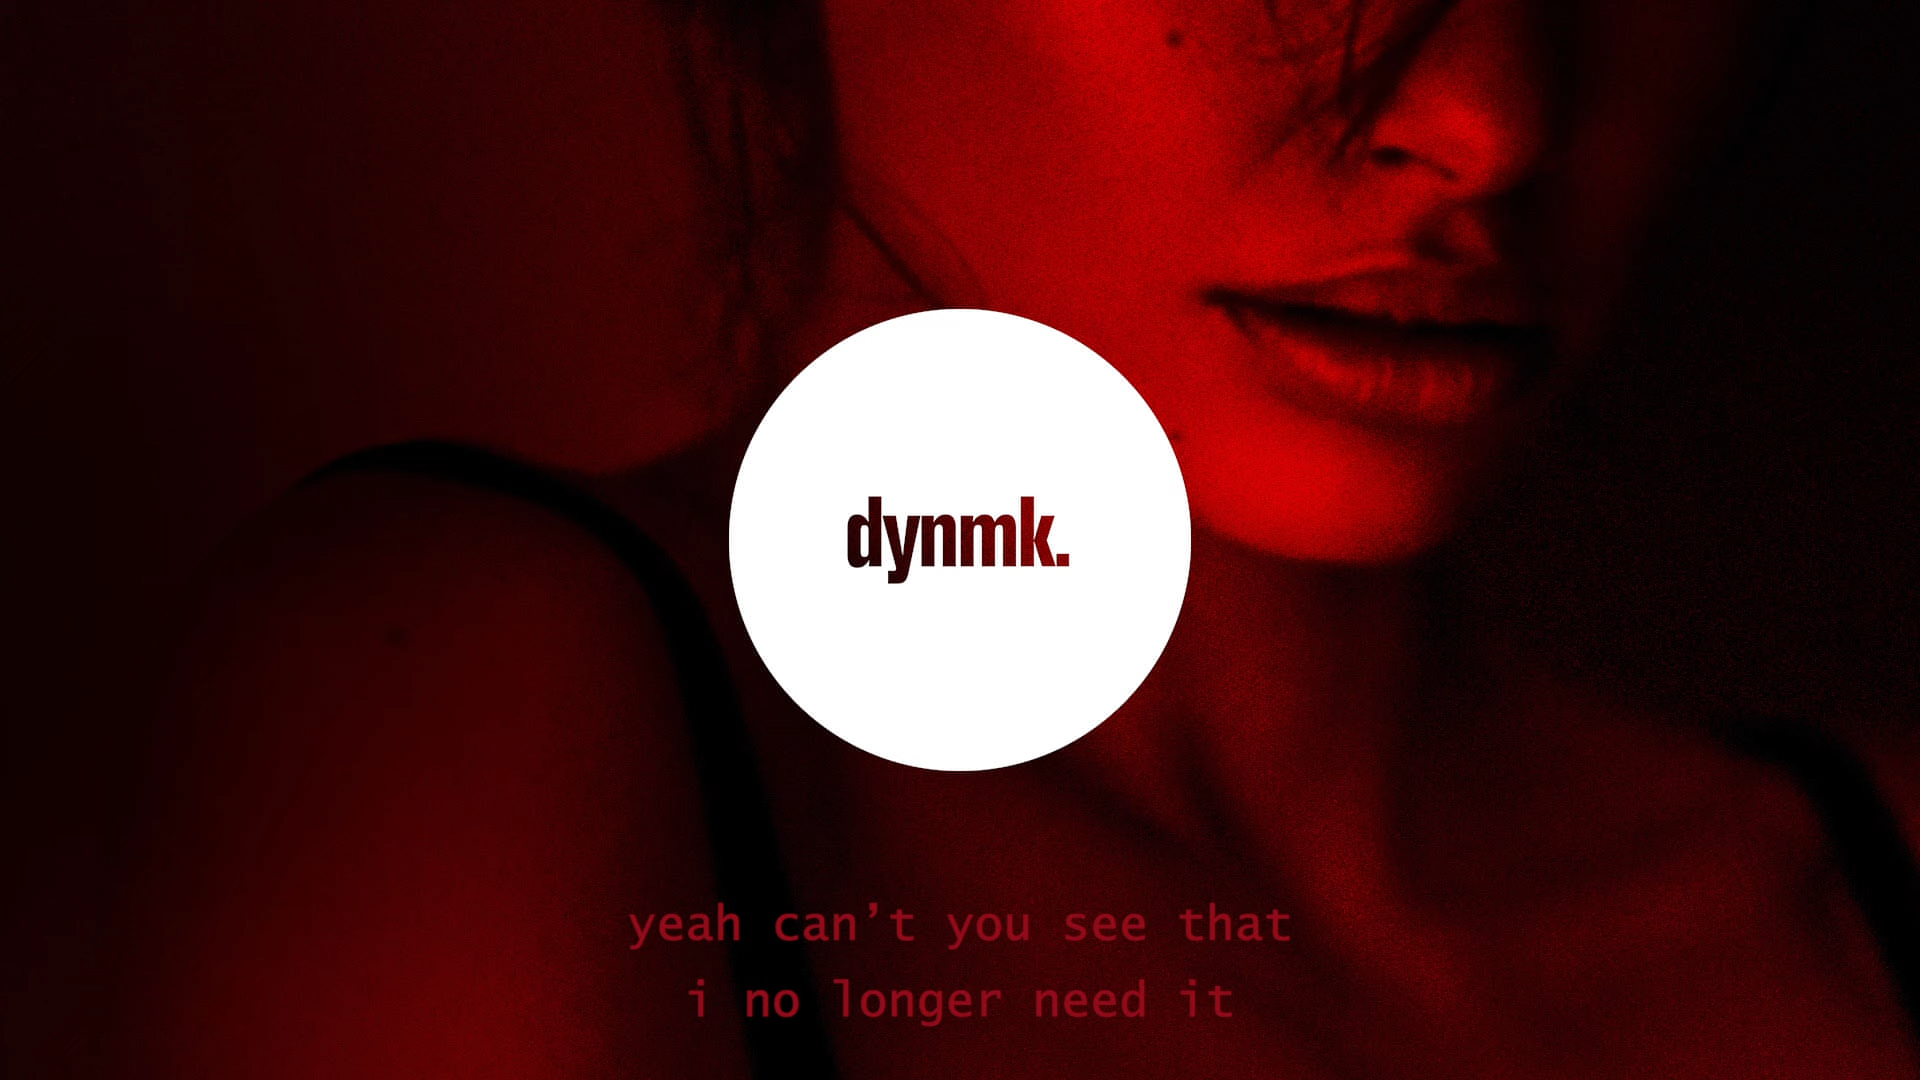 dynmk.
yeah can’t you see that
i no longer need it